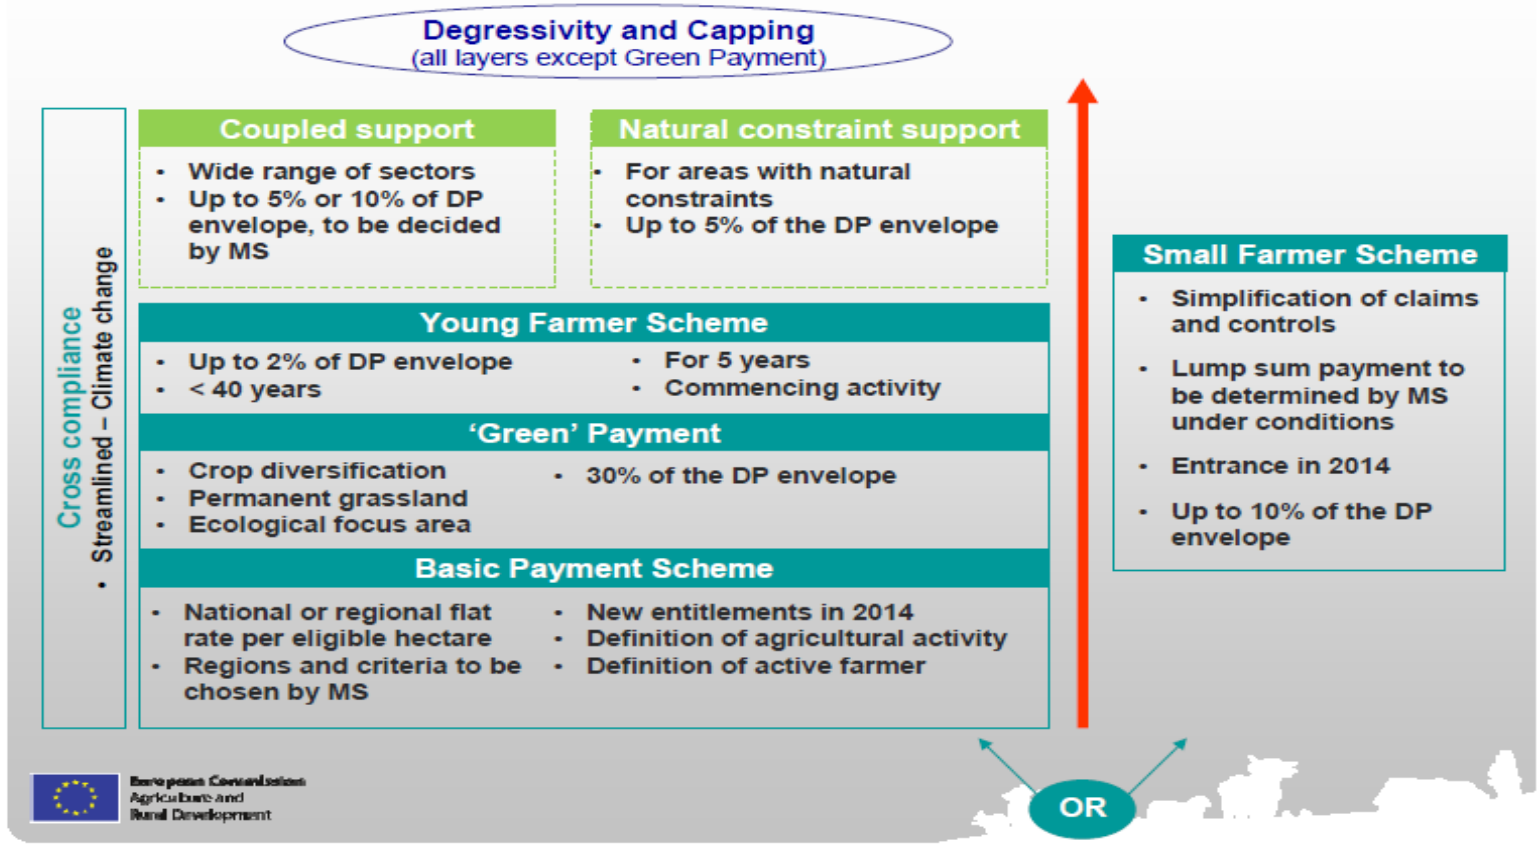 Degressivity and Capping
(all layers except Green Payment)
Cross compliance
• Streamlined – Climate change
Coupled support
• Wide range of sectors
• Up to 5% or 10% of DP
envelope, to be decided
by MS
Natural constraint support
• For areas with natural
constraints
• Up to 5% of the DP envelope
Young Farmer Scheme
• Up to 2% of DP envelope
• < 40 years
• For 5 years
• Commencing activity
‘Green’ Payment
• Crop diversification
• Permanent grassland
• Ecological focus area
• 30% of the DP envelope
Basic Payment Scheme
• National or regional flat
rate per eligible hectare
• Regions and criteria to be
chosen by MS
• New entitlements in 2014
• Definition of agricultural activity
• Definition of active farmer
Small Farmer Scheme
• Simplification of claims
and controls
• Lump sum payment to
be determined by MS
under conditions
• Entrance in 2014
• Up to 10% of the DP
envelope
OR
European Commission
Agriculture and
Rural Development